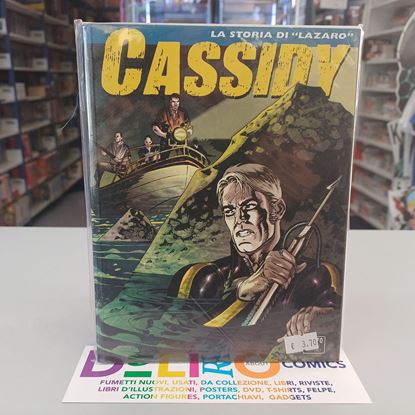 LA STORIA DI "LAZARO"
CASSIDY
€ 3.70
ABOUT
COMICS
FUMETTI NUOVI, USATI, DA COLLEZIONE, LIBRI, RIVISTE,
LIBRI D'ILLUSTRAZIONI, POSTERS, DVD, T-SHIRTS, FELPE,
ACTION FIGURES, PORTACHIAVI, GADGETS